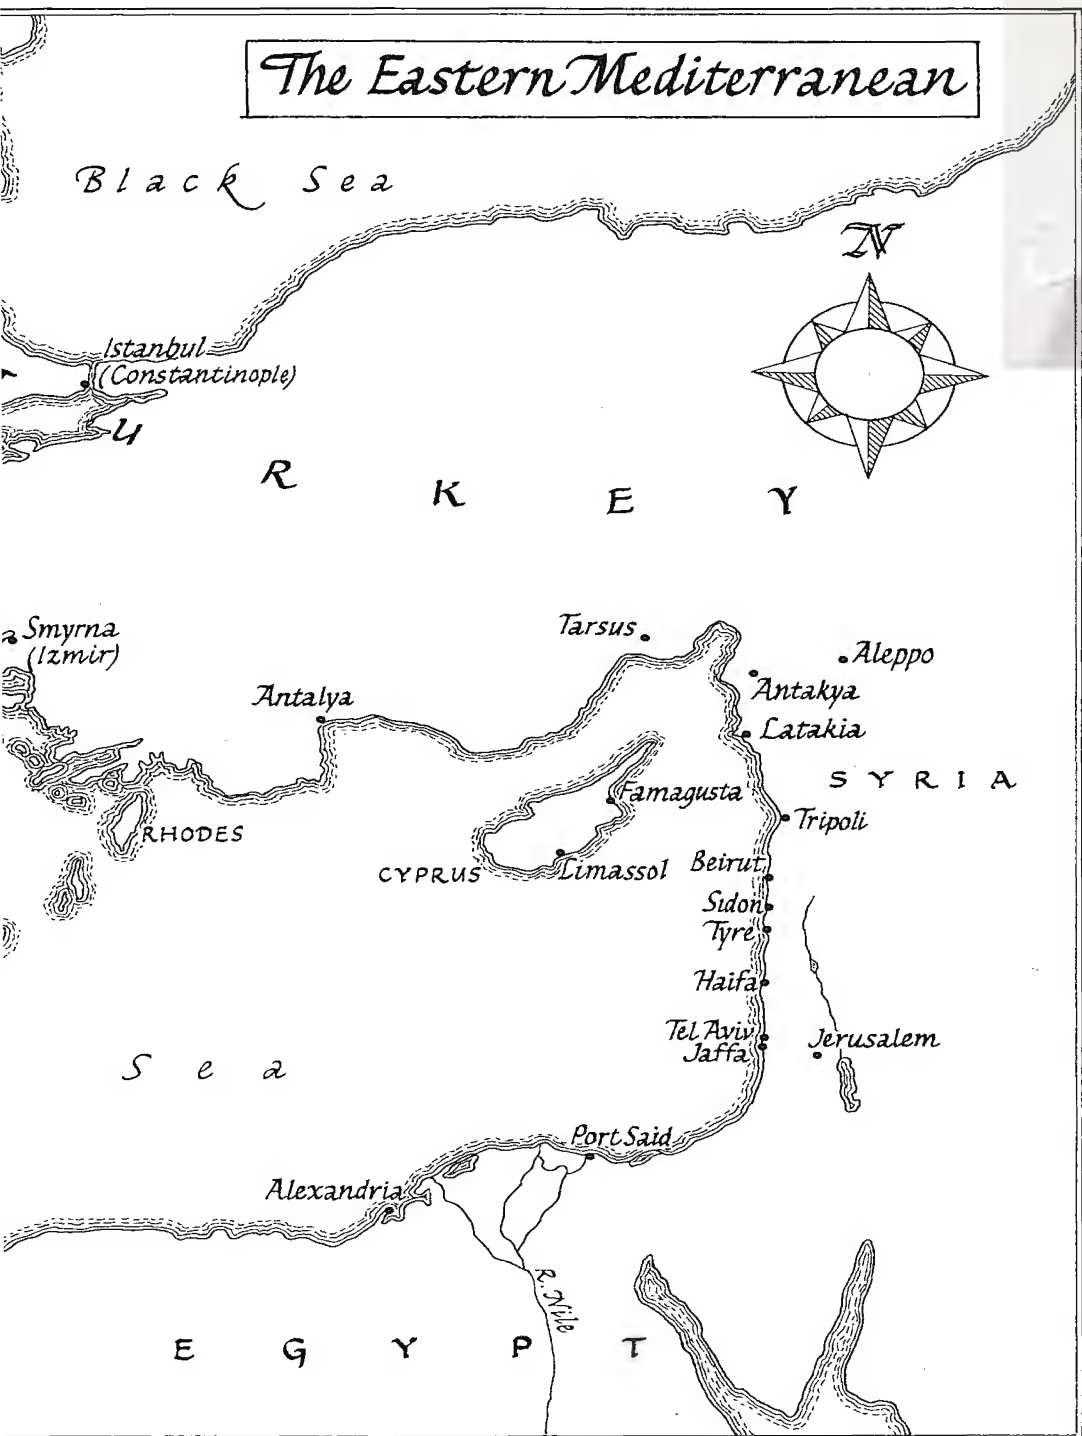 The Eastern Mediterranean
Black Sea
N
Istanbul
(Constantinople)
U R K E Y
Smyrna
(Izmir)
Tarsus
Aleppo
Antakya
Antalya
Latakia
SYRIA
Famagusta
Tripoli
RHODES
CYPRUS
Limassol
Beirut
Sidon
Tyre
Haifa
Tel Aviv
Jaffa
Jerusalem
Sea
Port Said
Alexandria
R. Nile
EGYPT